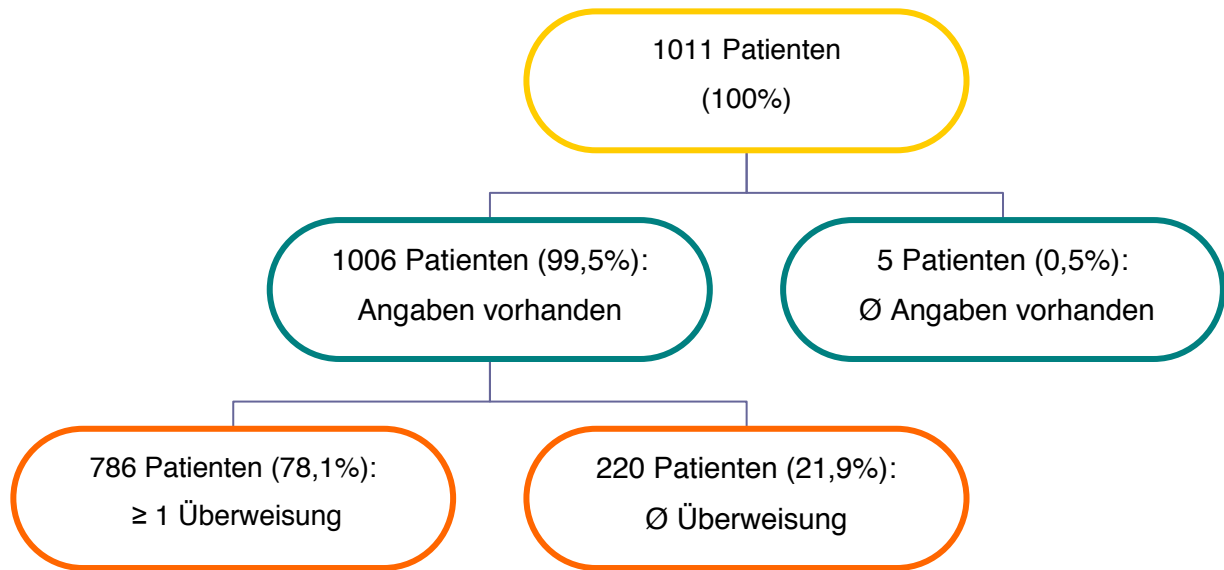 1011 Patienten
(100%)
1006 Patienten (99,5%):
Angaben vorhanden
5 Patienten (0,5%):
Ø Angaben vorhanden
786 Patienten (78,1%):
≥ 1 Überweisung
220 Patienten (21,9%):
Ø Überweisung